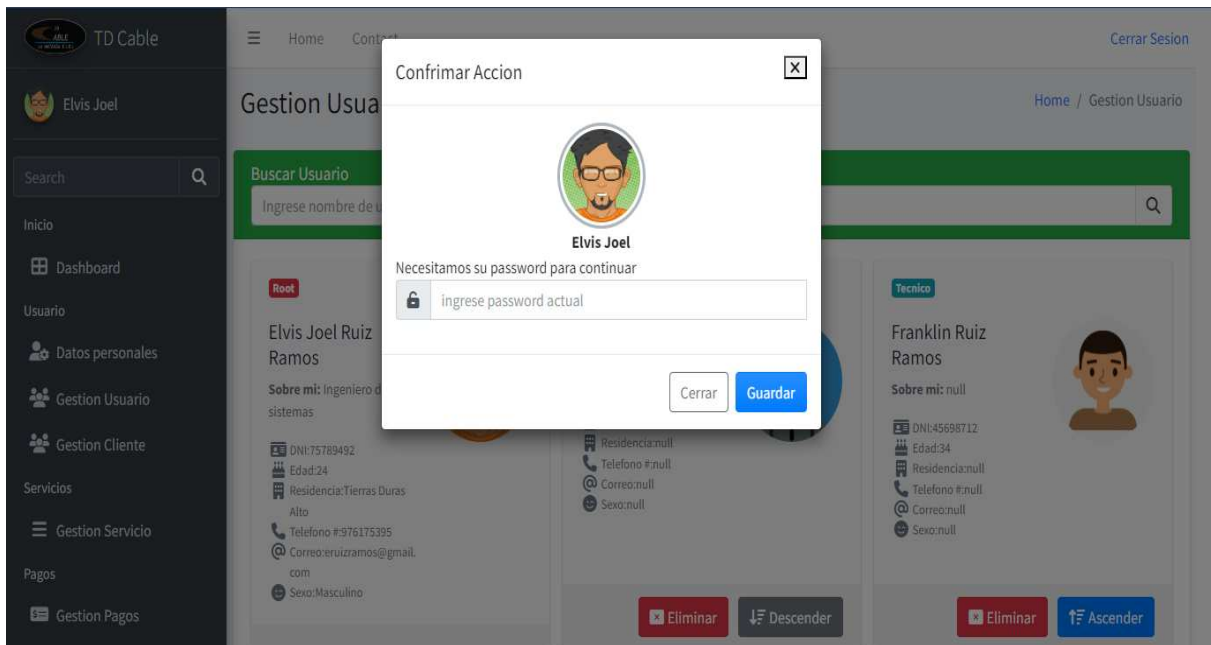 TD Cable
Elvis Joel
Search
Inicio
Dashboard
Usuario
Datos personales
Gestion Usuario
Gestion Cliente
Servicios
Gestion Servicio
Pagos
Gestion Pagos
Home
Cerrar Sesion
Gestion Usua
Home / Gestion Usuario
Confrimar Accion
X
Elvis Joel
Necesitamos su password para continuar
ingrese password actual
Cerrar
Guardar
Buscar Usuario
Ingrese nombre de
Root
Elvis Joel Ruiz
Ramos
Sobre mi: Ingeniero d
sistemas
DNI:75789492
Edad:24
Residencia:Tierras Duras
Alto
Telefono #:976175395
Correo:eruizramos@gmail.
com
Sexo:Masculino
Residencia:null
Telefono #:null
Correo:null
Sexo:null
Eliminar
Descender
Tecnico
Franklin Ruiz
Ramos
Sobre mi: null
DNI:45698712
Edad:34
Residencia:null
Telefono #:null
Correo:null
Sexo:null
Eliminar
Ascender